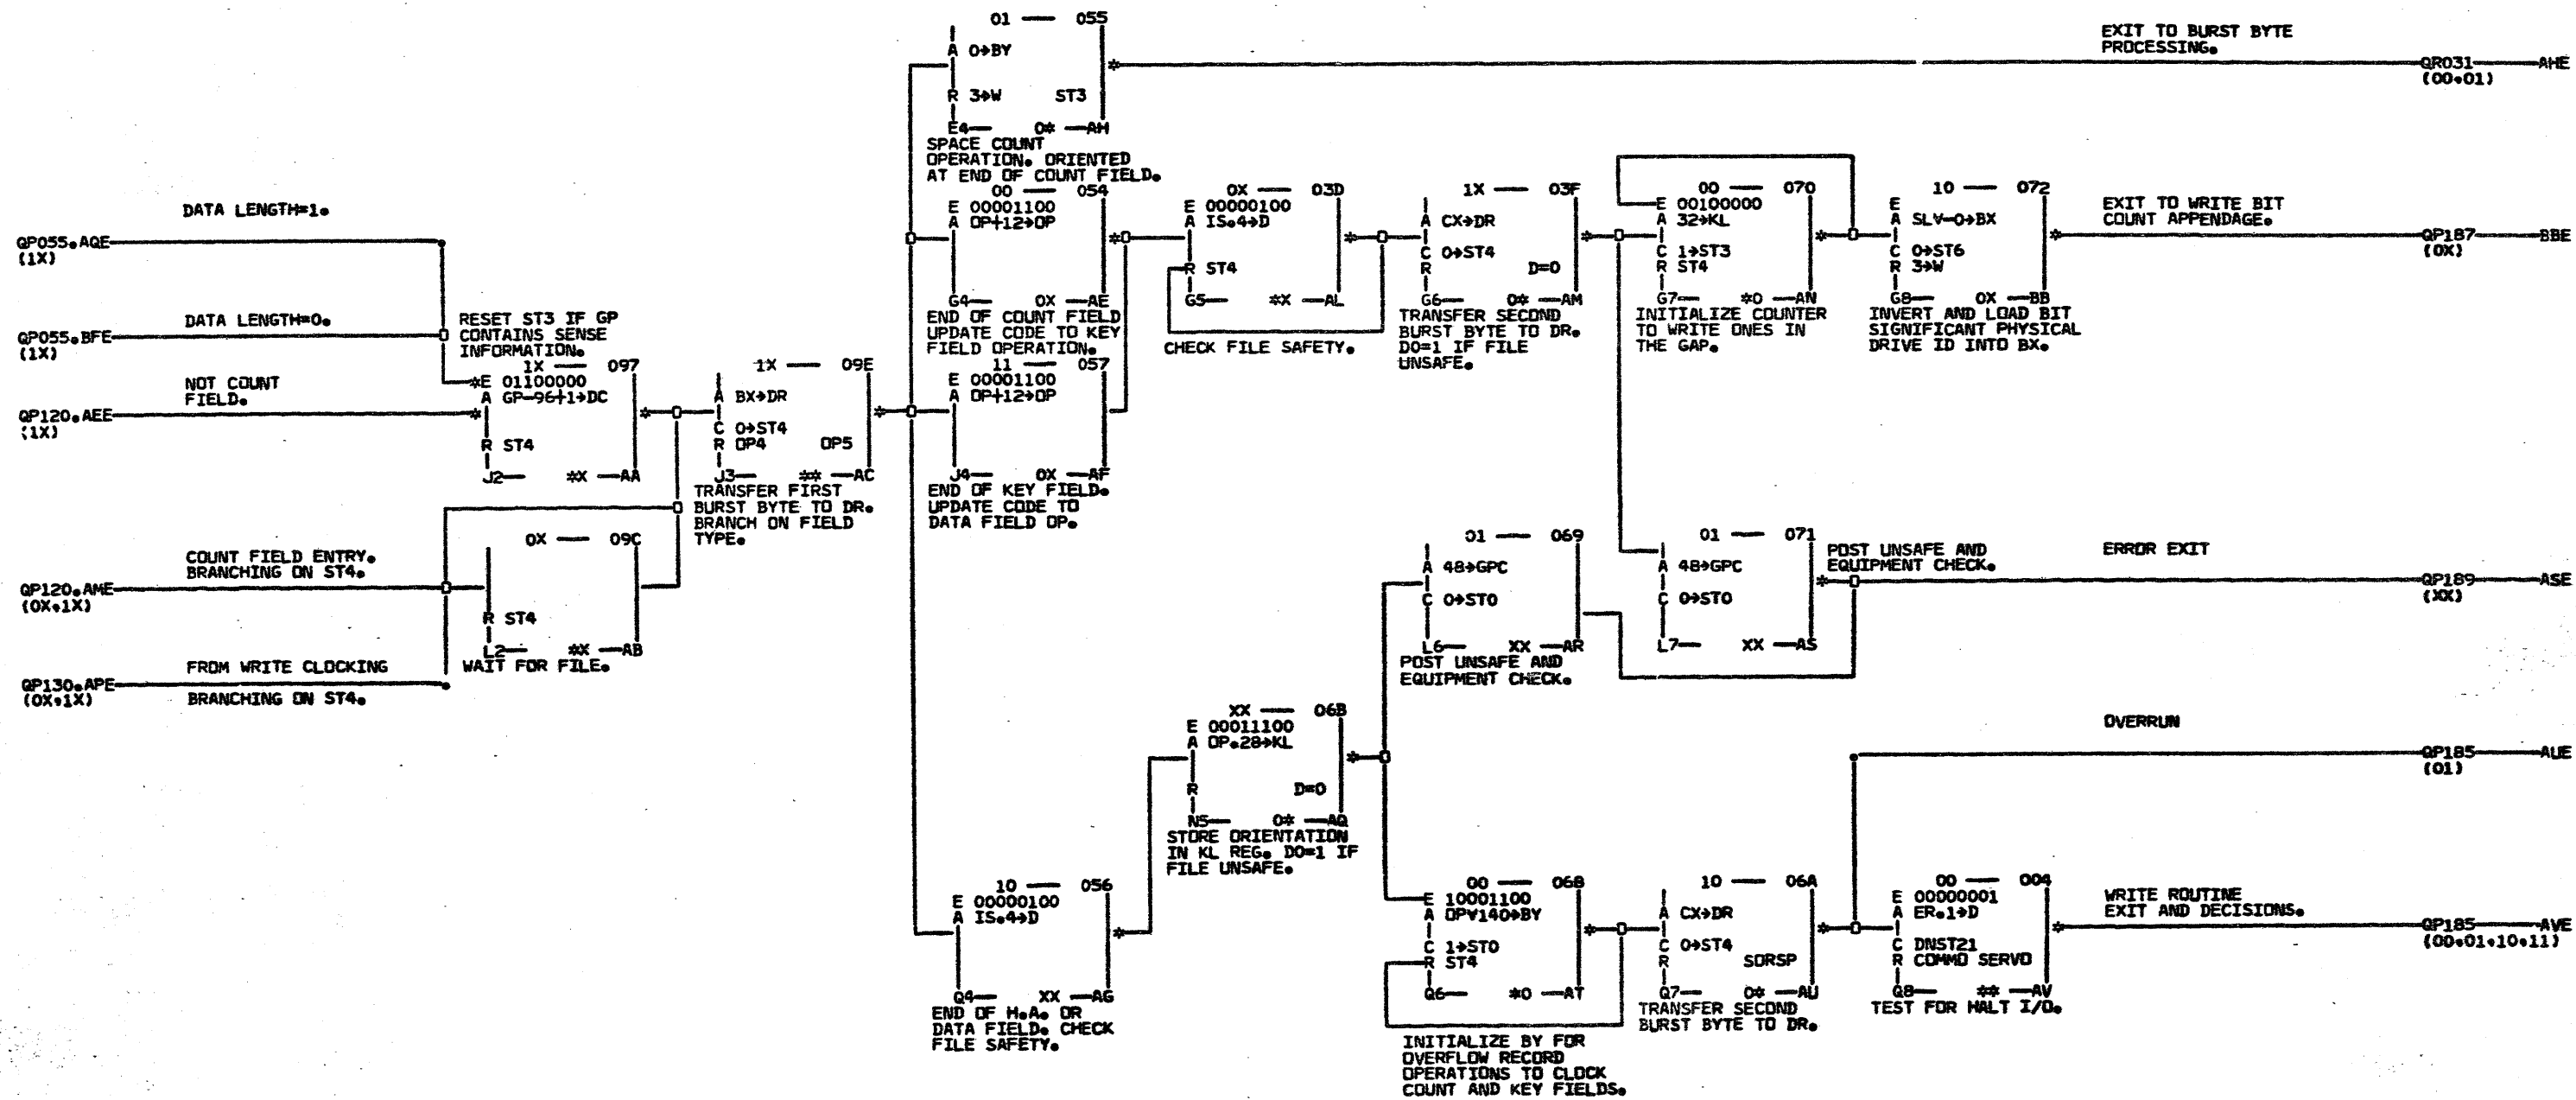 DATA LENGTH=1.
QP055.AQE
(1X)
DATA LENGTH=0.
QP055.BFE
(1X)
NOT COUNT
FIELD.
QP120.AEE
(1X)
COUNT FIELD ENTRY.
BRANCHING ON ST4.
QP120.AME
(0X,1X)
FROM WRITE CLOCKING
QP130.APE
(0X,1X)
BRANCHING ON ST4.
RESET ST3 IF GP
CONTAINS SENSE
INFORMATION.
1X — 097
*E 01100000
A GP-96+1→DC
R ST4
J2— *X —AA
0X — 09C
R ST4
L2— *X —AB
WAIT FOR FILE.
1X — 09E
A BX→DR
C 0→ST4
R OP4 OP5
J3— ** —AC
TRANSFER FIRST
BURST BYTE TO DR.
BRANCH ON FIELD
TYPE.
01 — 055
A 0→BY
R 3→W ST3
E4— 0* —AH
SPACE COUNT
OPERATION. ORIENTED
AT END OF COUNT FIELD.
00 — 054
E 00001100
A OP+12→OP
G4— 0X —AE
END OF COUNT FIELD
UPDATE CODE TO KEY
FIELD OPERATION.
11 — 057
E 00001100
A OP+12→OP
J4— 0X —AF
END OF KEY FIELD.
UPDATE CODE TO
DATA FIELD OP.
10 — 056
E 00000100
A IS.4→D
Q4— XX —AG
END OF H.A. OR
DATA FIELD. CHECK
FILE SAFETY.
0X — 03D
E 00000100
A IS.4→D
R ST4
G5— *X —AL
CHECK FILE SAFETY.
XX — 06B
E 00011100
A OP.28→KL
R D=0
N5— 0* —AQ
STORE ORIENTATION
IN KL REG. D0=1 IF
FILE UNSAFE.
1X — 03F
A CX→DR
C 0→ST4
R D=0
G6— 0* —AM
TRANSFER SECOND
BURST BYTE TO DR.
D0=1 IF FILE
UNSAFE.
01 — 069
A 48→GPC
C 0→ST0
L6— XX —AR
POST UNSAFE AND
EQUIPMENT CHECK.
00 — 068
E 10001100
A OP∀140→BY
C 1→ST0
R ST4
Q6— *0 —AT
INITIALIZE BY FOR
OVERFLOW RECORD
OPERATIONS TO CLOCK
COUNT AND KEY FIELDS.
00 — 070
E 00100000
A 32→KL
C 1→ST3
R ST4
G7— *0 —AN
INITIALIZE COUNTER
TO WRITE ONES IN
THE GAP.
01 — 071
A 48→GPC
C 0→ST0
L7— XX —AS
POST UNSAFE AND
EQUIPMENT CHECK.
10 — 06A
A CX→DR
C 0→ST4
R SORSP
Q7— 0* —AU
TRANSFER SECOND
BURST BYTE TO DR.
10 — 072
E
A SL∀-0→BX
C 0→ST6
R 3→W
G8— 0X —BB
INVERT AND LOAD BIT
SIGNIFICANT PHYSICAL
DRIVE ID INTO BX.
00 — 004
E 00000001
A ER.1→D
C DNST21
R COMMO SERVO
Q8— ** —AV
TEST FOR HALT I/O.
EXIT TO BURST BYTE
PROCESSING.
QR031 —AHE
(00,01)
EXIT TO WRITE BIT
COUNT APPENDAGE.
QP187 BBE
(0X)
ERROR EXIT
QP189 ASE
(XX)
OVERRUN
QP185 —AUE
(01)
WRITE ROUTINE
EXIT AND DECISIONS.
QP185 —AVE
(00,01,10,11)